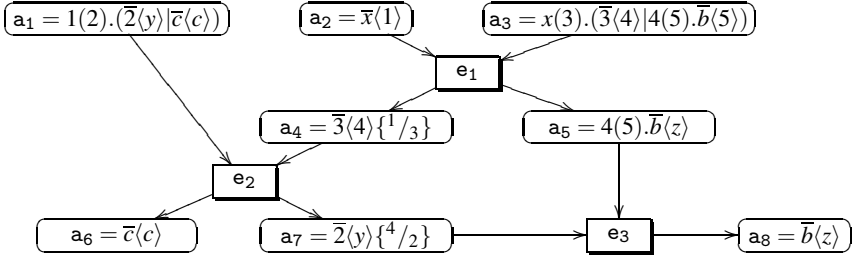 a₁ = 1(2).(2̅⟨y⟩|c̅⟨c⟩) a₂ = x̅⟨1⟩ a₃ = x(3).(3̅⟨4⟩|4(5).b̅⟨5⟩)
e₁
a₄ = 3̅⟨4⟩{¹/₃} a₅ = 4(5).b̅⟨z⟩
e₂
a₆ = c̅⟨c⟩ a₇ = 2̅⟨y⟩{⁴/₂} e₃ a₈ = b̅⟨z⟩